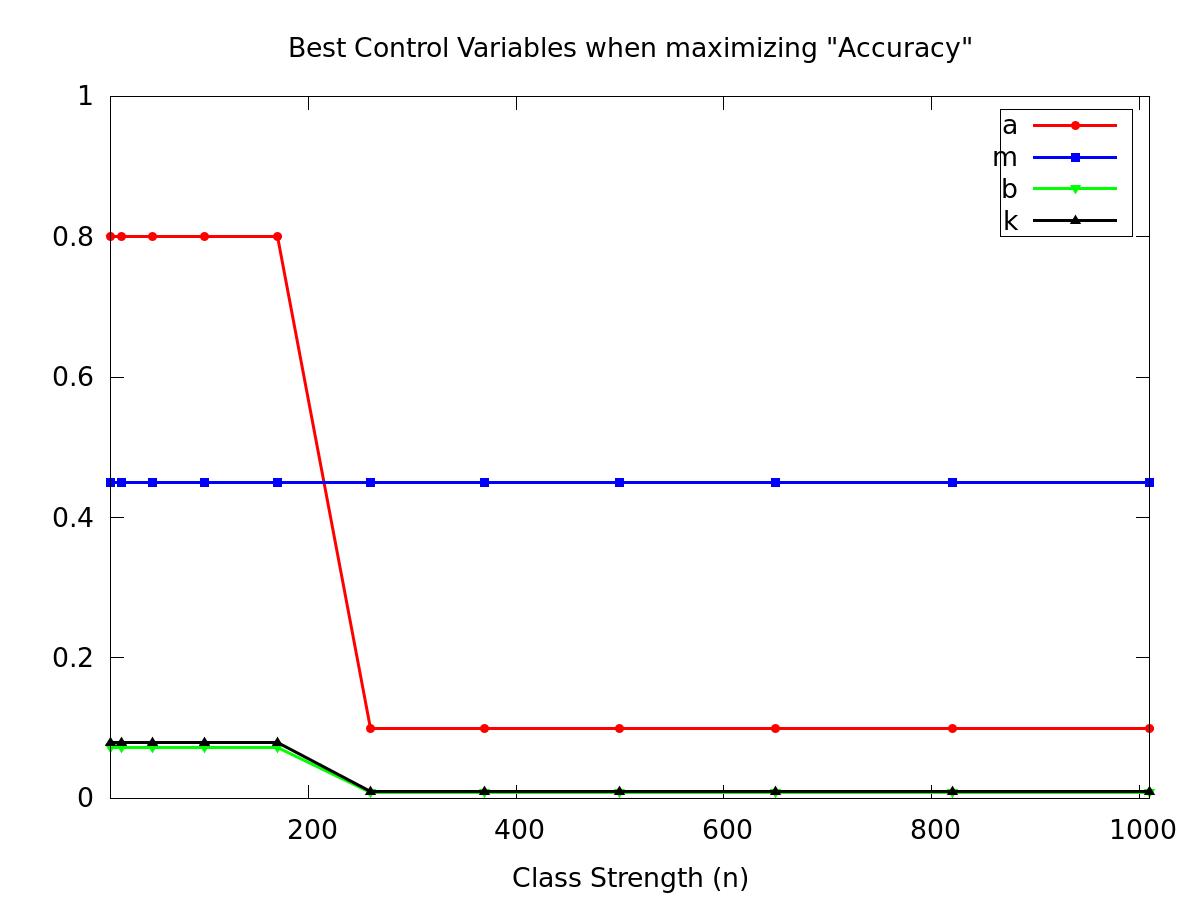 Best Control Variables when maximizing "Accuracy"
1
0.8
0.6
0.4
0.2
0
a
m
b
k
200 400 600 800 1000
Class Strength (n)